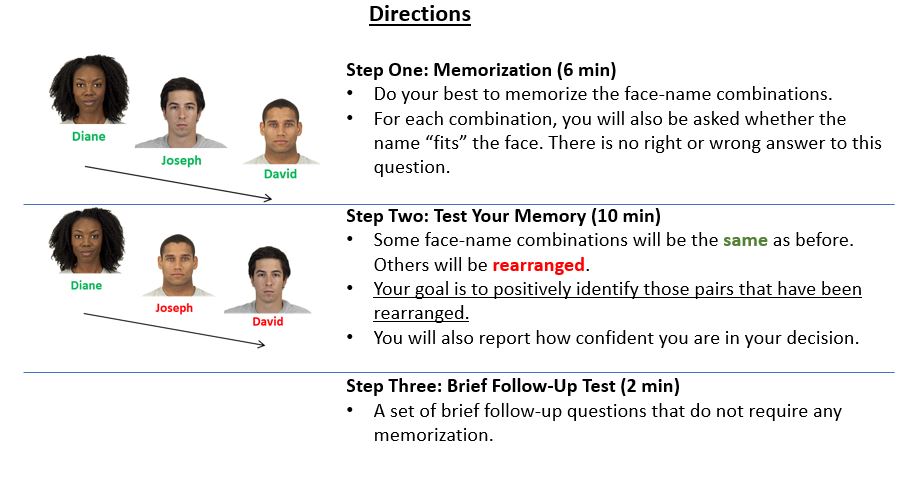 Directions
Diane
Joseph
David
Step One: Memorization (6 min)
• Do your best to memorize the face-name combinations.
• For each combination, you will also be asked whether the
name “fits” the face. There is no right or wrong answer to this
question.
Diane
Joseph
David
Step Two: Test Your Memory (10 min)
• Some face-name combinations will be the same as before.
Others will be rearranged.
• Your goal is to positively identify those pairs that have been
rearranged.
• You will also report how confident you are in your decision.
Step Three: Brief Follow-Up Test (2 min)
• A set of brief follow-up questions that do not require any
memorization.